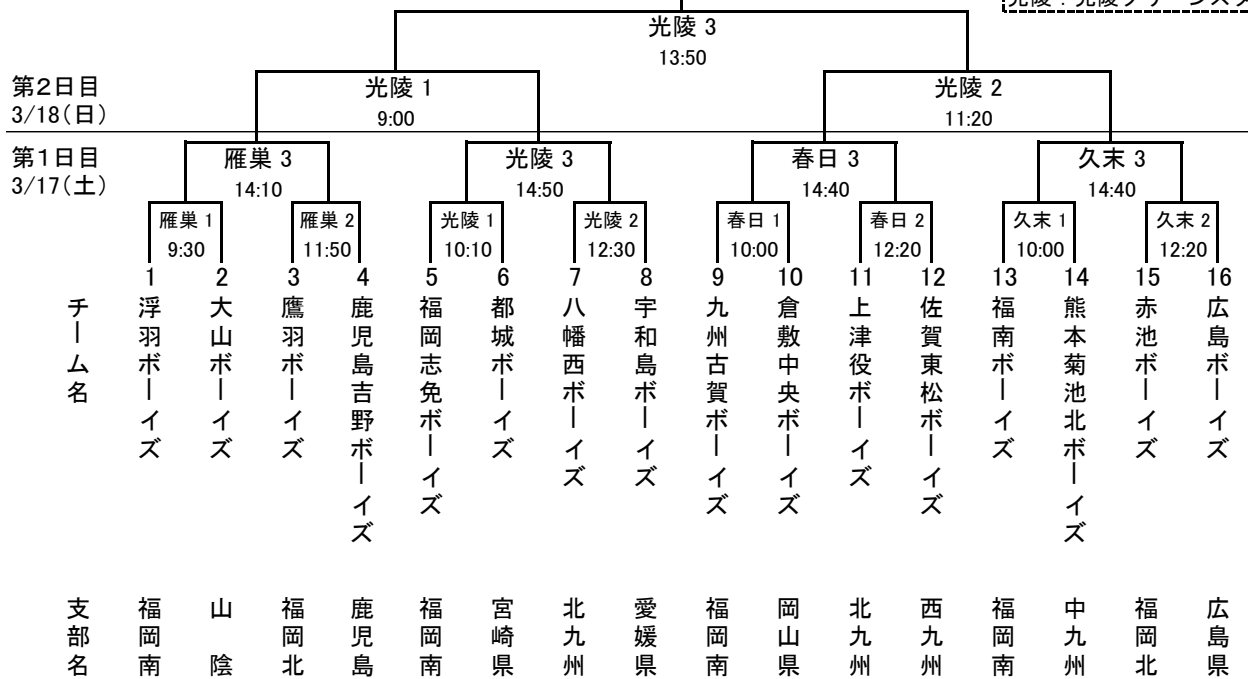 光陵：光陵グリーンスタ
光陵 3
13:50
第2日目
3/18(日)
光陵 1
9:00
光陵 2
11:20
第1日目
3/17(土)
雁巣 3
14:10
光陵 3
14:50
春日 3
14:40
久末 3
14:40
雁巣 1
9:30
雁巣 2
11:50
光陵 1
10:10
光陵 2
12:30
春日 1
10:00
春日 2
12:20
久末 1
10:00
久末 2
12:20
1 2 3 4 5 6 7 8 9 10 11 12 13 14 15 16
チーム名
浮羽ボーイズ
大山ボーイズ
鷹羽ボーイズ
鹿児島吉野ボーイズ
福岡志免ボーイズ
都城ボーイズ
八幡西ボーイズ
宇和島ボーイズ
九州古賀ボーイズ
倉敷中央ボーイズ
上津役ボーイズ
佐賀東松ボーイズ
福南ボーイズ
熊本菊池北ボーイズ
赤池ボーイズ
広島ボーイズ
支部名
福岡南
山陰
福岡北
鹿児島
福岡南
宮崎県
北九州
愛媛県
福岡南
岡山県
北九州
西九州
福岡南
中九州
福岡北
広島県